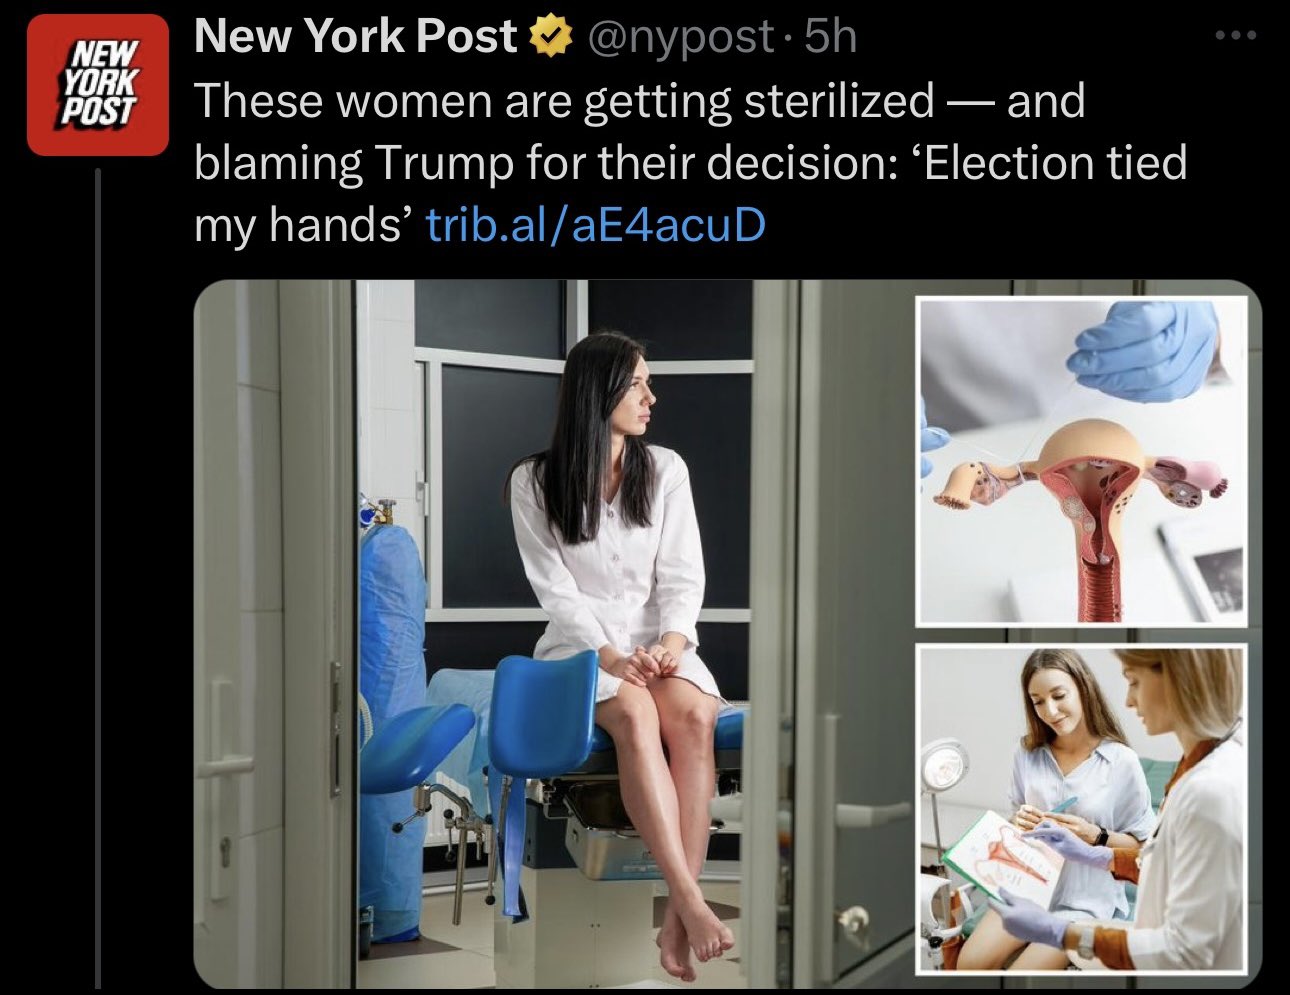 NEW
YORK
POST
New York Post @nypost · 5h
These women are getting sterilized — and
blaming Trump for their decision: ‘Election tied
my hands’ trib.al/aE4acuD